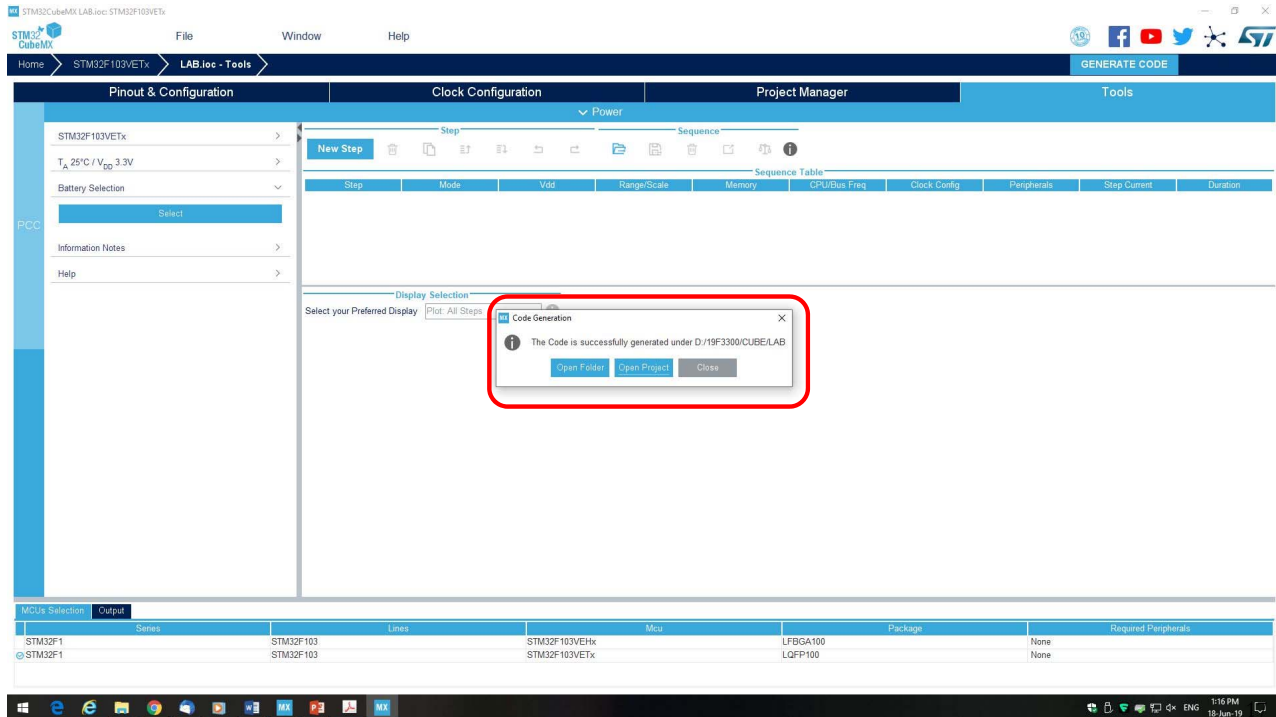 MX STM32CubeMX LAB.ioc: STM32F103VETx
STM32 CubeMX File Window Help
Home STM32F103VETx LAB.ioc - Tools GENERATE CODE
Pinout & Configuration Clock Configuration Project Manager Tools
Power
PCC
STM32F103VETx
TA 25°C / VDD 3.3V
Battery Selection
Select
Information Notes
Help
Step Sequence
New Step
Sequence Table
Step Mode Vdd Range/Scale Memory CPU/Bus Freq Clock Config Peripherals Step Current Duration
Display Selection
Select your Preferred Display Plot: All Steps
MX Code Generation
The Code is successfully generated under D:/19F3300/CUBE/LAB
Open Folder Open Project Close
MCUs Selection Output
Series Lines Mcu Package Required Peripherals
STM32F1 STM32F103 STM32F103VEHx LFBGA100 None
STM32F1 STM32F103 STM32F103VETx LQFP100 None
ENG 1:16 PM
18-Jun-19